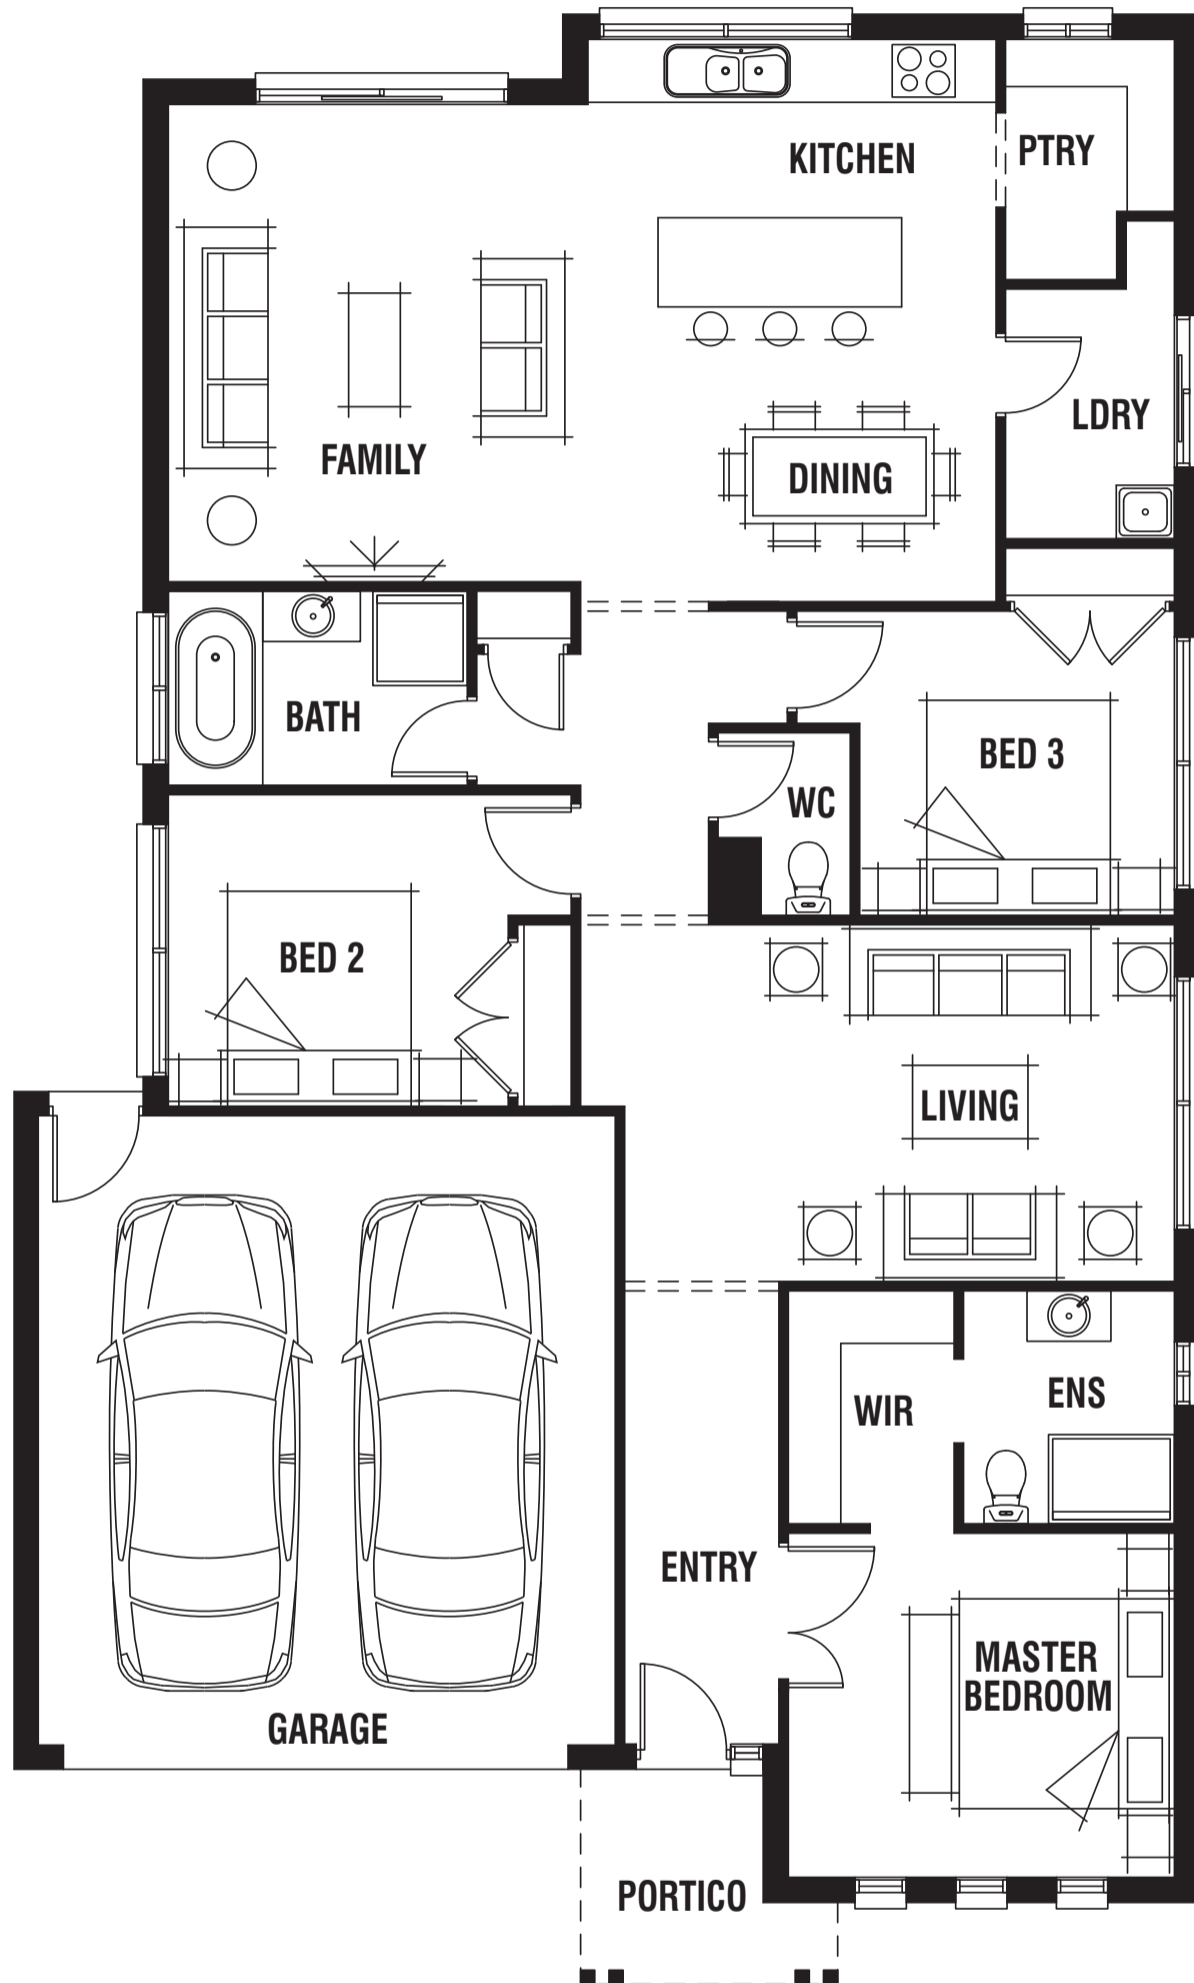 KITCHEN
PTRY
LDRY
FAMILY
DINING
BATH
BED 3
WC
BED 2
LIVING
WIR
ENS
ENTRY
MASTER
BEDROOM
GARAGE
PORTICO